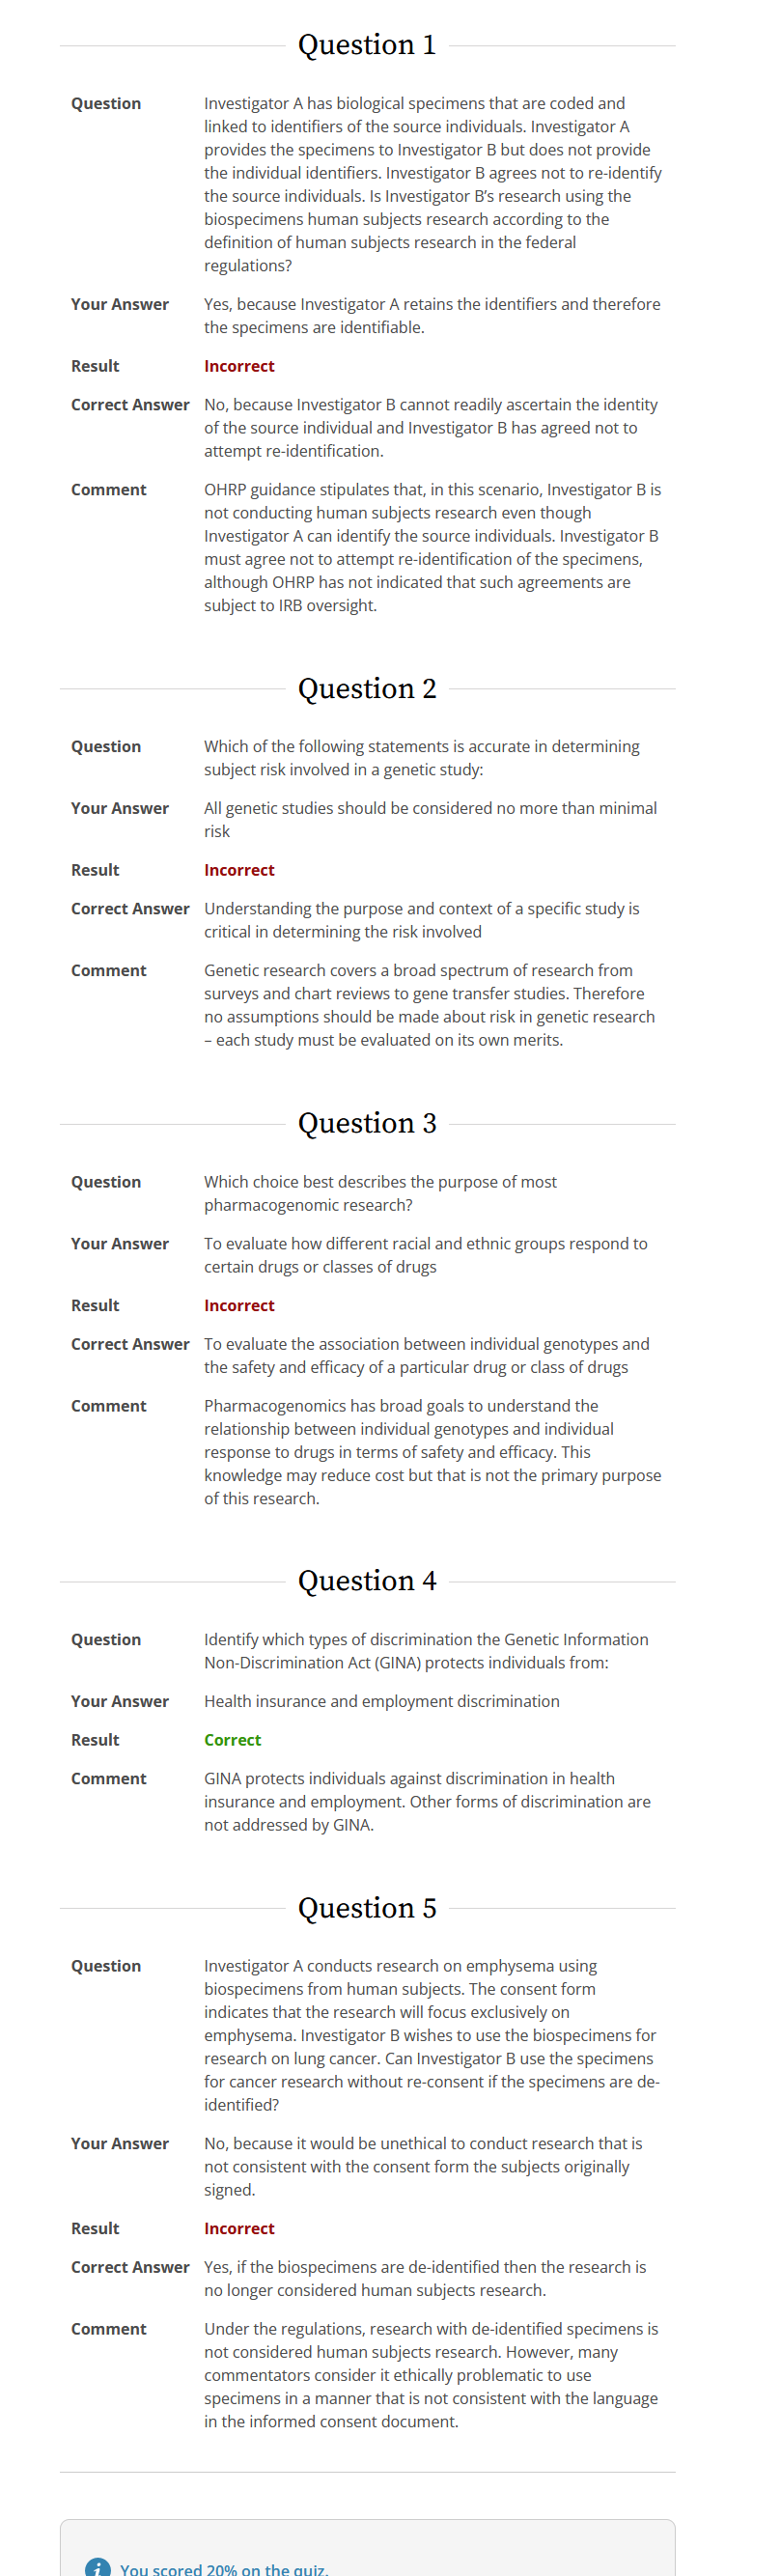 Question 1
Question
Investigator A has biological specimens that are coded and
linked to identifiers of the source individuals. Investigator A
provides the specimens to Investigator B but does not provide
the individual identifiers. Investigator B agrees not to re-identify
the source individuals. Is Investigator B’s research using the
biospecimens human subjects research according to the
definition of human subjects research in the federal
regulations?
Your Answer
Yes, because Investigator A retains the identifiers and therefore
the specimens are identifiable.
Result
Incorrect
Correct Answer
No, because Investigator B cannot readily ascertain the identity
of the source individual and Investigator B has agreed not to
attempt re-identification.
Comment
OHRP guidance stipulates that, in this scenario, Investigator B is
not conducting human subjects research even though
Investigator A can identify the source individuals. Investigator B
must agree not to attempt re-identification of the specimens,
although OHRP has not indicated that such agreements are
subject to IRB oversight.
Question 2
Question
Which of the following statements is accurate in determining
subject risk involved in a genetic study:
Your Answer
All genetic studies should be considered no more than minimal
risk
Result
Incorrect
Correct Answer
Understanding the purpose and context of a specific study is
critical in determining the risk involved
Comment
Genetic research covers a broad spectrum of research from
surveys and chart reviews to gene transfer studies. Therefore
no assumptions should be made about risk in genetic research
– each study must be evaluated on its own merits.
Question 3
Question
Which choice best describes the purpose of most
pharmacogenomic research?
Your Answer
To evaluate how different racial and ethnic groups respond to
certain drugs or classes of drugs
Result
Incorrect
Correct Answer
To evaluate the association between individual genotypes and
the safety and efficacy of a particular drug or class of drugs
Comment
Pharmacogenomics has broad goals to understand the
relationship between individual genotypes and individual
response to drugs in terms of safety and efficacy. This
knowledge may reduce cost but that is not the primary purpose
of this research.
Question 4
Question
Identify which types of discrimination the Genetic Information
Non-Discrimination Act (GINA) protects individuals from:
Your Answer
Health insurance and employment discrimination
Result
Correct
Comment
GINA protects individuals against discrimination in health
insurance and employment. Other forms of discrimination are
not addressed by GINA.
Question 5
Question
Investigator A conducts research on emphysema using
biospecimens from human subjects. The consent form
indicates that the research will focus exclusively on
emphysema. Investigator B wishes to use the biospecimens for
research on lung cancer. Can Investigator B use the specimens
for cancer research without re-consent if the specimens are de-
identified?
Your Answer
No, because it would be unethical to conduct research that is
not consistent with the consent form the subjects originally
signed.
Result
Incorrect
Correct Answer
Yes, if the biospecimens are de-identified then the research is
no longer considered human subjects research.
Comment
Under the regulations, research with de-identified specimens is
not considered human subjects research. However, many
commentators consider it ethically problematic to use
specimens in a manner that is not consistent with the language
in the informed consent document.
You scored 20% on the quiz.